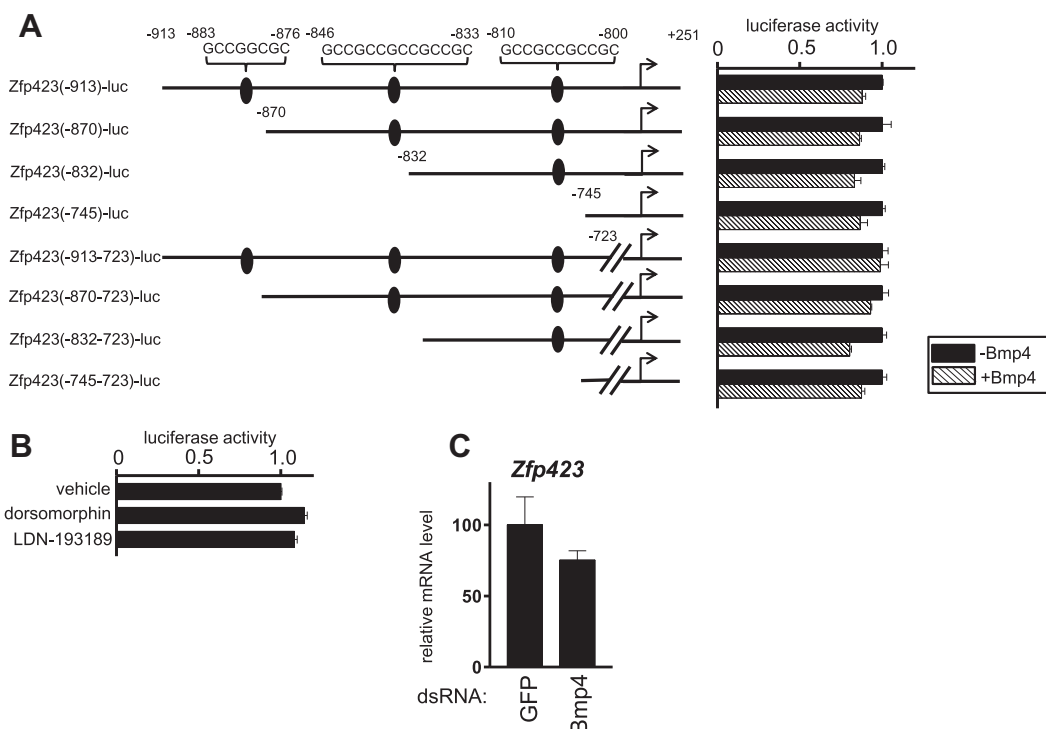 A
-913 -883 -876 -846 -833 -810 -800 +251
GCCGGCGC GCCGCCGCCGCCGC GCCGCCGCCGC
luciferase activity
0 0.5 1.0
Zfp423(-913)-luc
-870
Zfp423(-870)-luc
-832
Zfp423(-832)-luc
-745
Zfp423(-745)-luc
-723
Zfp423(-913-723)-luc
Zfp423(-870-723)-luc
Zfp423(-832-723)-luc
Zfp423(-745-723)-luc
-Bmp4
+Bmp4
B
luciferase activity
0 0.5 1.0
vehicle
dorsomorphin
LDN-193189
C
Zfp423
relative mRNA level
100
50
0
dsRNA: GFP Bmp4